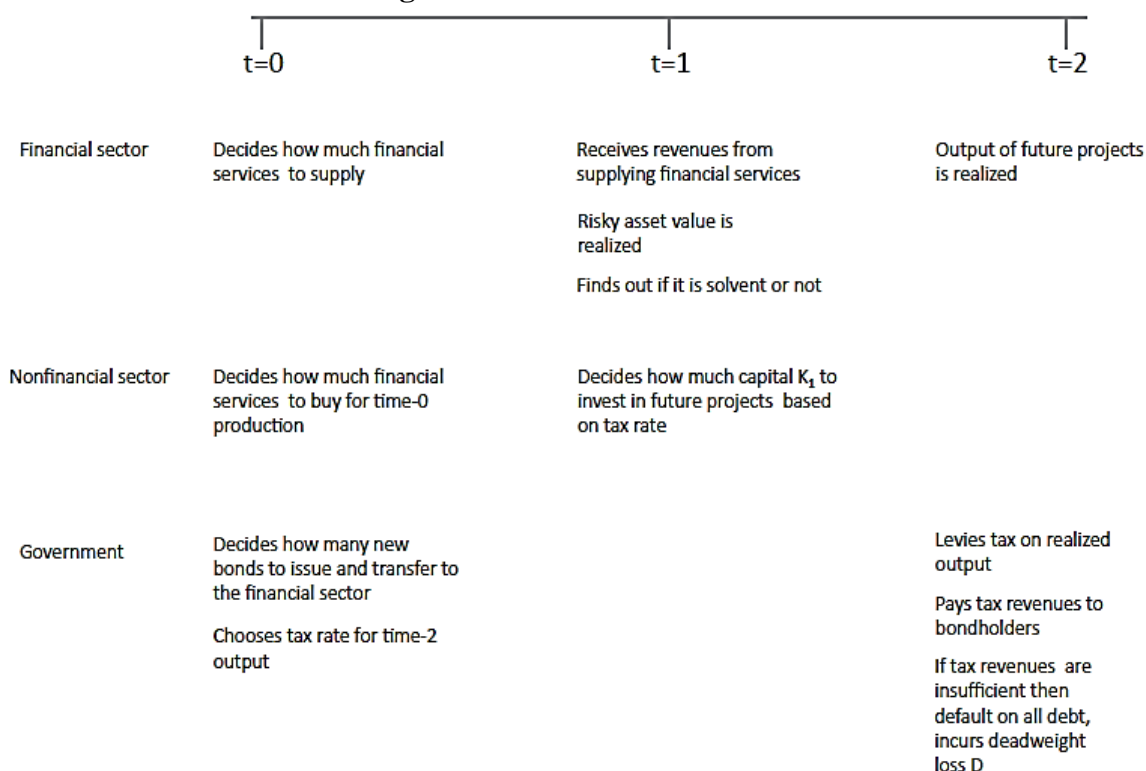 t=0
t=1
t=2
Financial sector
Decides how much financial
services to supply
Receives revenues from
supplying financial services
Risky asset value is
realized
Finds out if it is solvent or not
Output of future projects
is realized
Nonfinancial sector
Decides how much financial
services to buy for time-0
production
Decides how much capital K₁ to
invest in future projects based
on tax rate
Government
Decides how many new
bonds to issue and transfer to
the financial sector
Chooses tax rate for time-2
output
Levies tax on realized
output
Pays tax revenues to
bondholders
If tax revenues are
insufficient then
default on all debt,
incurs deadweight
loss D